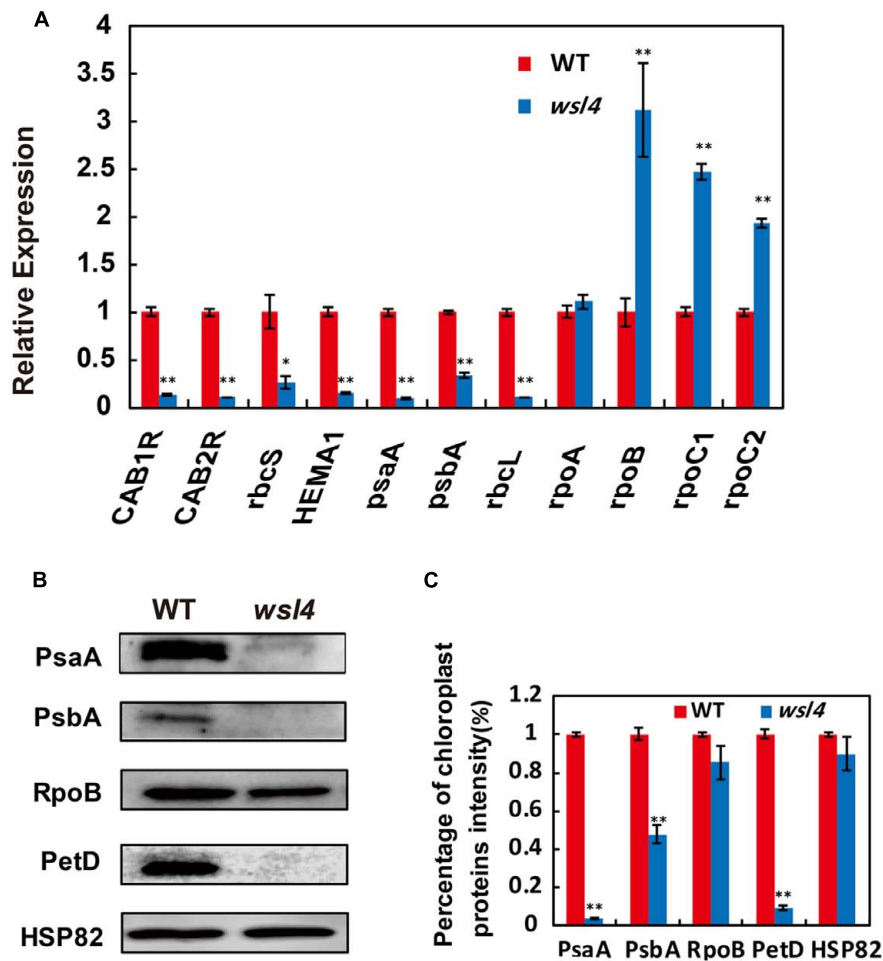 A
Relative Expression
4
3.5
3
2.5
2
1.5
1
0.5
0
WT
wsl4
**
**
*
**
**
**
**
**
**
**
CAB1R
CAB2R
rbcS
HEMA1
psaA
psbA
rbcL
rpoA
rpoB
rpoC1
rpoC2
B
WT wsl4
PsaA
PsbA
RpoB
PetD
HSP82
C
Percentage of chloroplast
proteins intensity(%)
1.2
1
0.8
0.6
0.4
0.2
0
WT wsl4
**
**
**
PsaA PsbA RpoB PetD HSP82